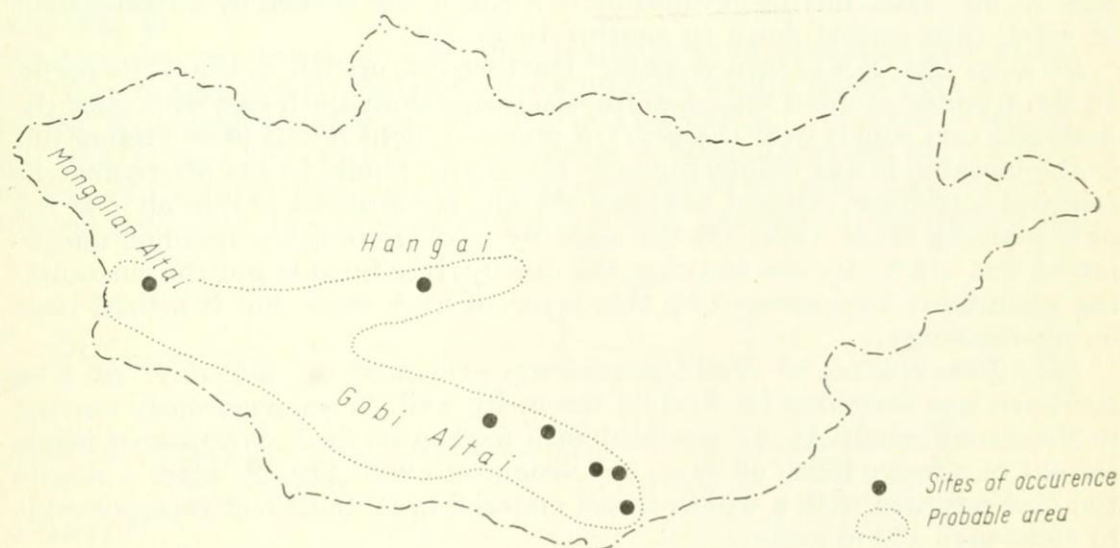 Mongolian Altai
Hangai
Gobi Altai
Sites of occurence
Probable area